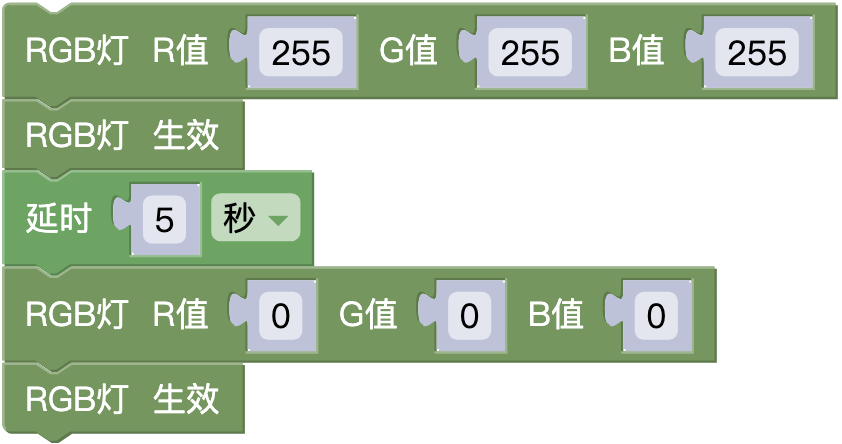 RGB灯 R值 255 G值 255 B值 255
RGB灯 生效
延时 5 秒
RGB灯 R值 0 G值 0 B值 0
RGB灯 生效